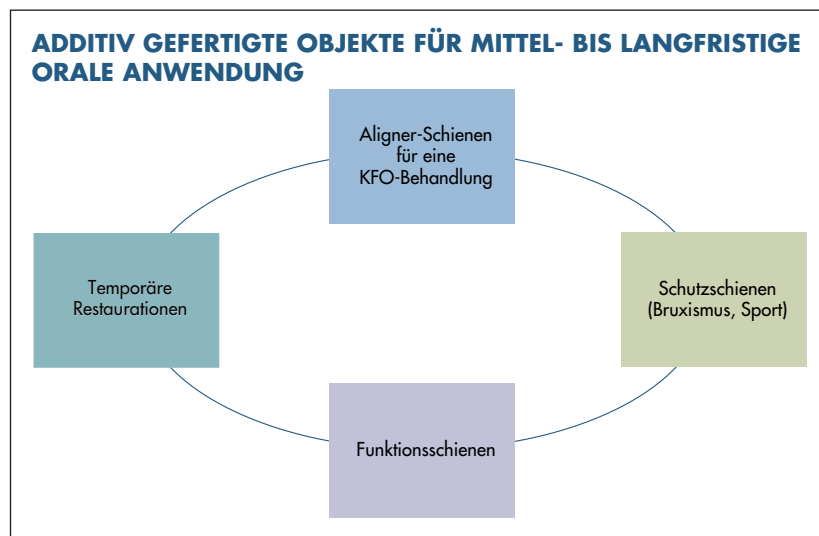 ADDITIV GEFERTIGTE OBJEKTE FÜR MITTEL- BIS LANGFRISTIGE
ORALE ANWENDUNG
Aligner-Schienen
für eine
KFO-Behandlung
Temporäre
Restaurationen
Schutzschienen
(Bruxismus, Sport)
Funktionsschienen